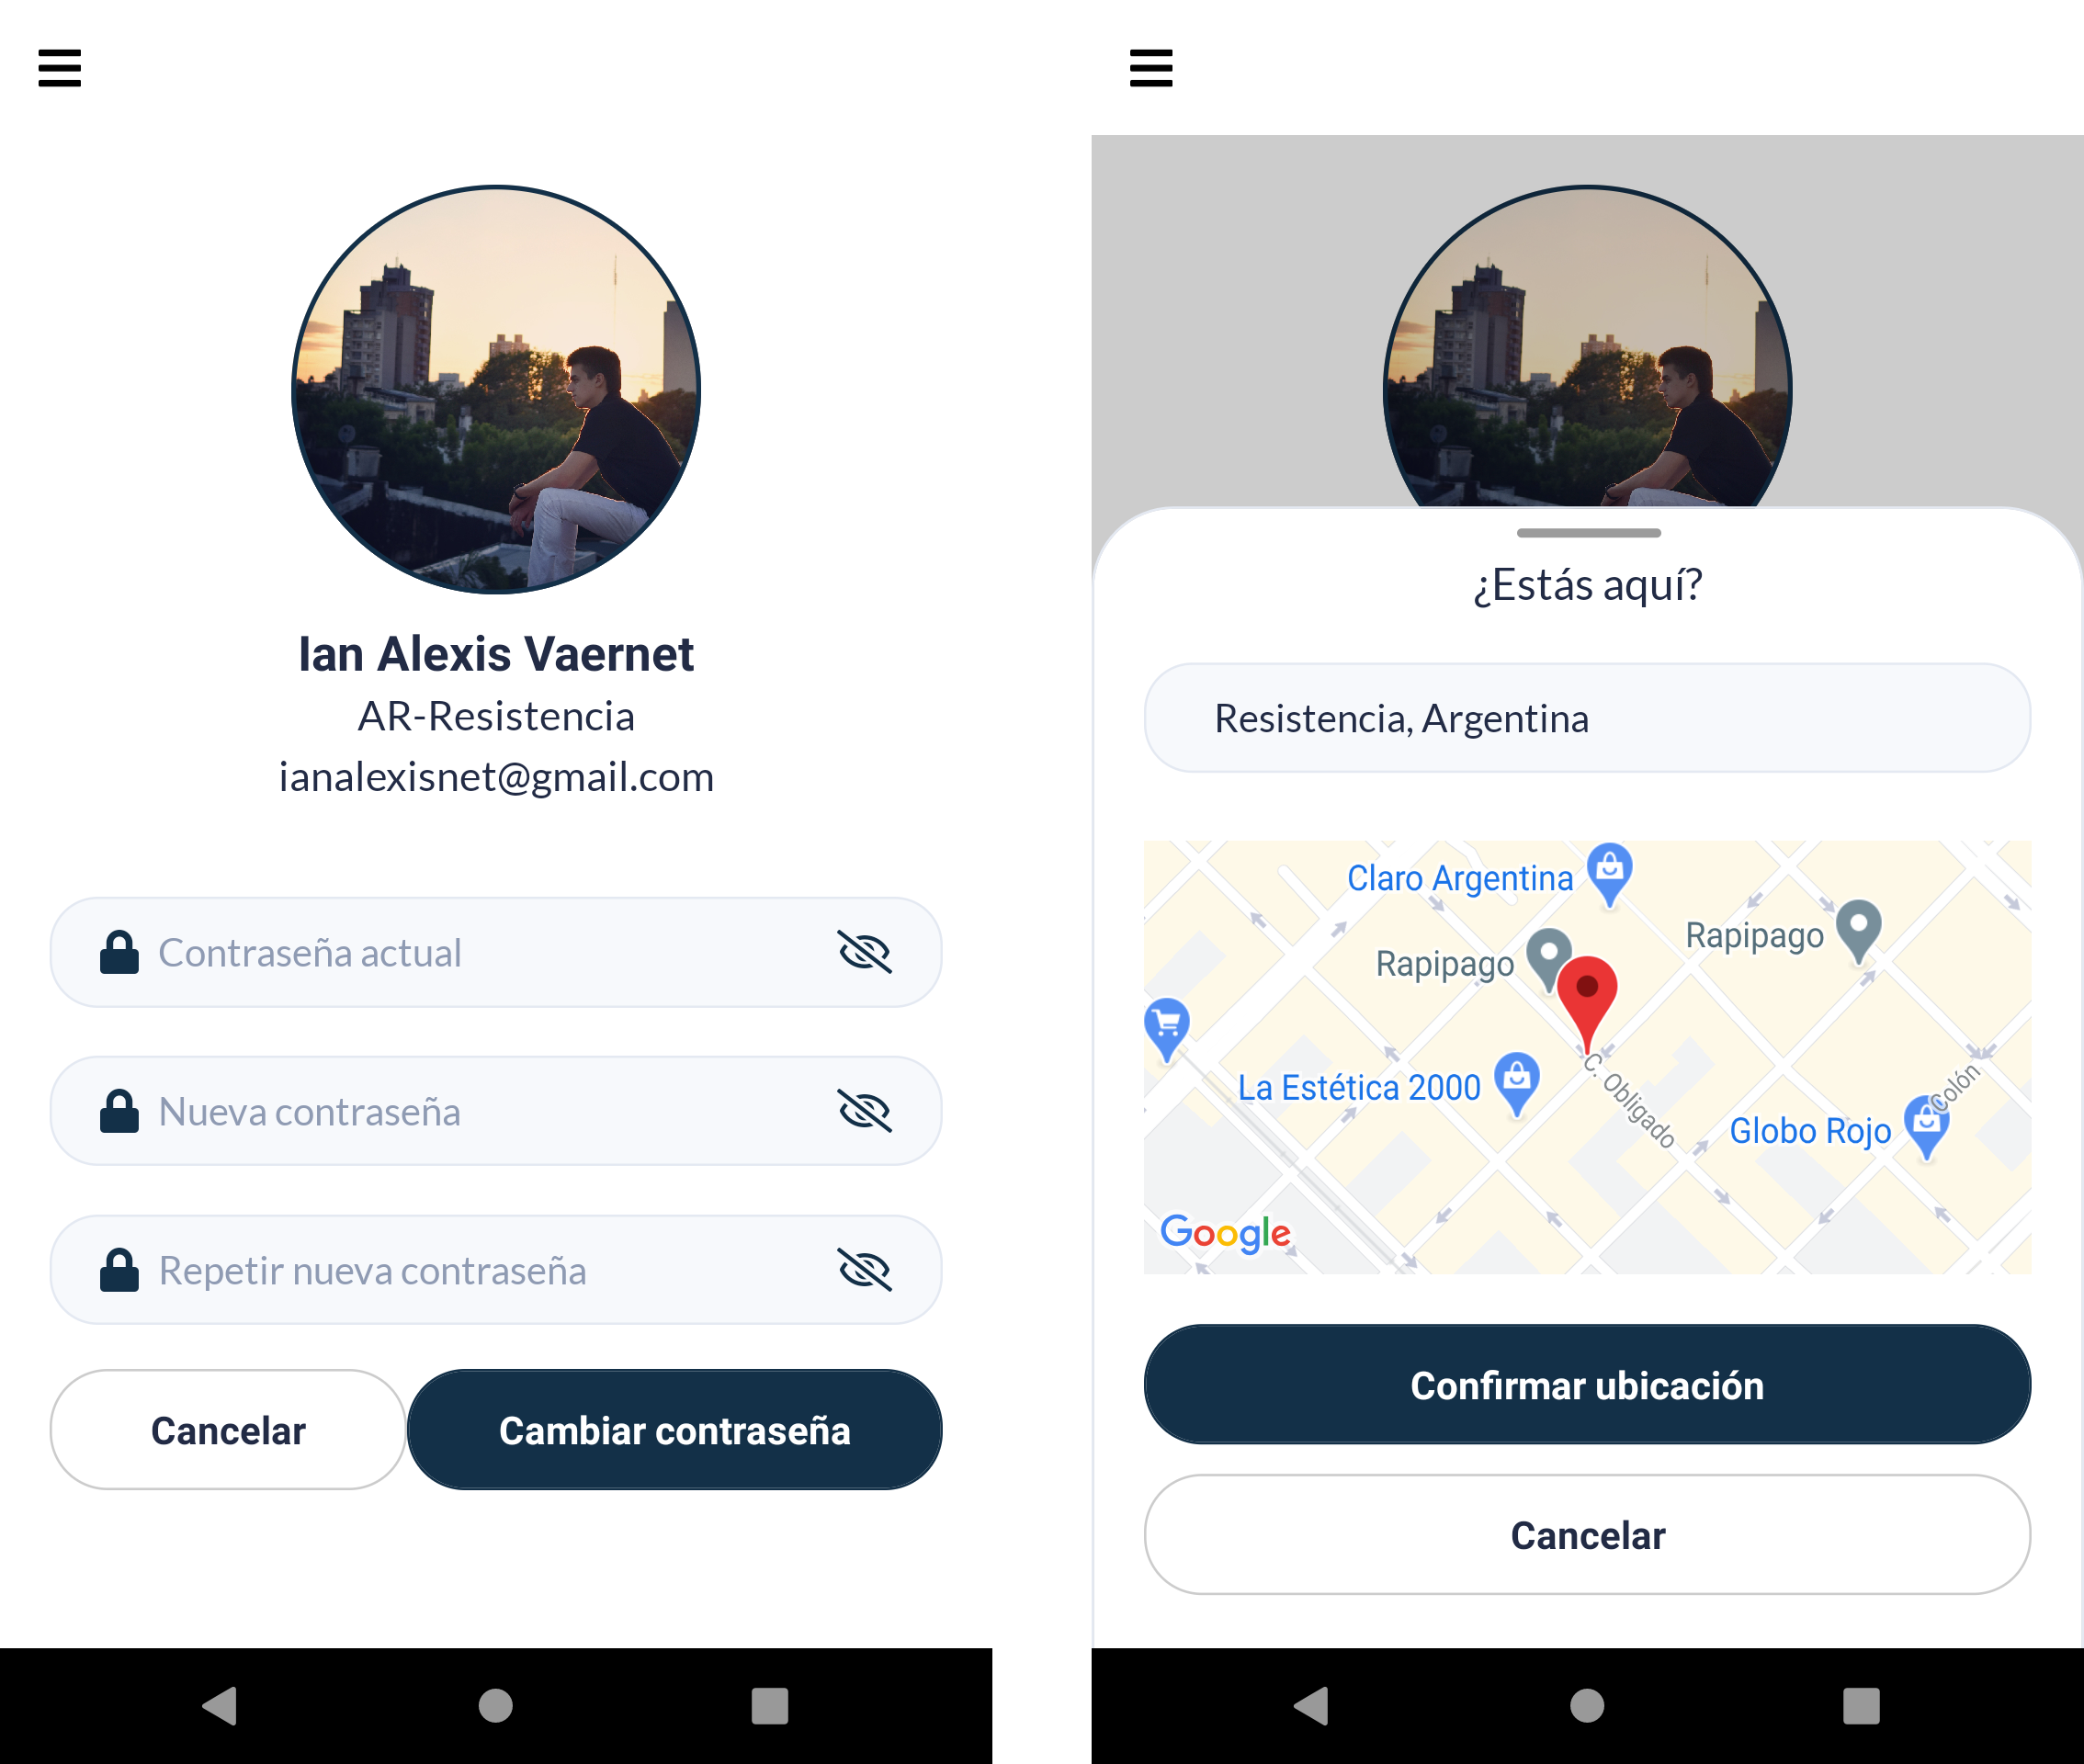 Ian Alexis Vaernet
AR-Resistencia
ianalexisnet@gmail.com
Contraseña actual
Nueva contraseña
Repetir nueva contraseña
Cancelar
Cambiar contraseña
¿Estás aquí?
Resistencia, Argentina
Claro Argentina
Rapipago
Rapipago
La Estética 2000
C. Obligado
Colón
Globo Rojo
Google
Confirmar ubicación
Cancelar